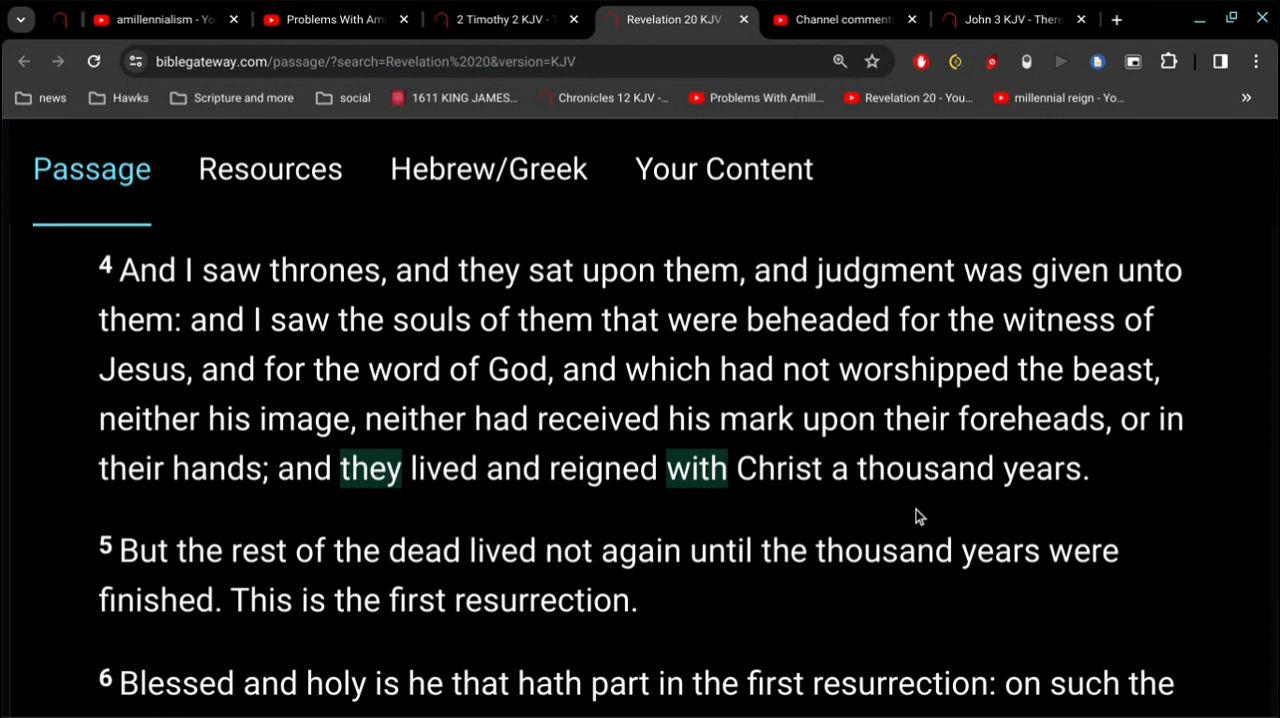 amillennialism - Yo
Problems With Am
2 Timothy 2 KJV - T
Revelation 20 KJV
Channel comment
John 3 KJV - There
biblegateway.com/passage/?search=Revelation%2020&version=KJV
news
Hawks
Scripture and more
social
1611 KING JAMES...
Chronicles 12 KJV -...
Problems With Amill...
Revelation 20 - You...
millennial reign - Yo...
Passage
Resources
Hebrew/Greek
Your Content
4 And I saw thrones, and they sat upon them, and judgment was given unto
them: and I saw the souls of them that were beheaded for the witness of
Jesus, and for the word of God, and which had not worshipped the beast,
neither his image, neither had received his mark upon their foreheads, or in
their hands; and they lived and reigned with Christ a thousand years.
5 But the rest of the dead lived not again until the thousand years were
finished. This is the first resurrection.
6 Blessed and holy is he that hath part in the first resurrection: on such the